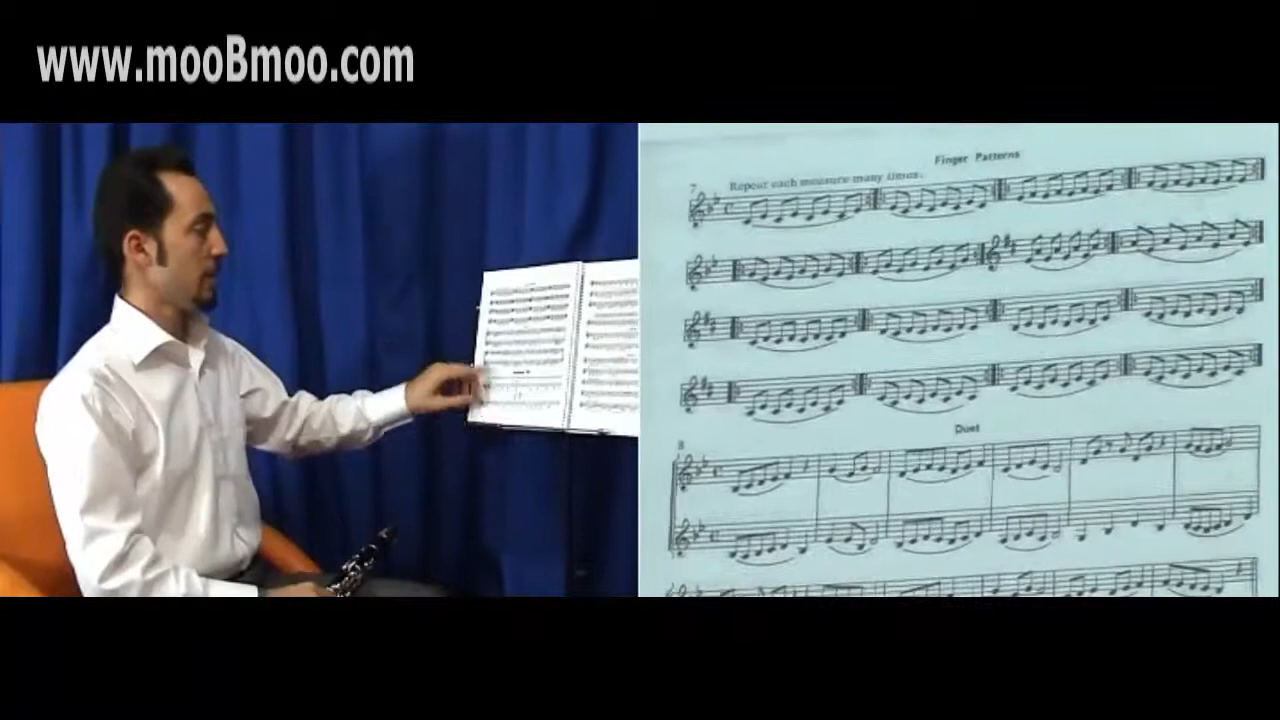 www.mooBmoo.com
Finger Patterns
7
Repeat each measure many times.
Duet
8